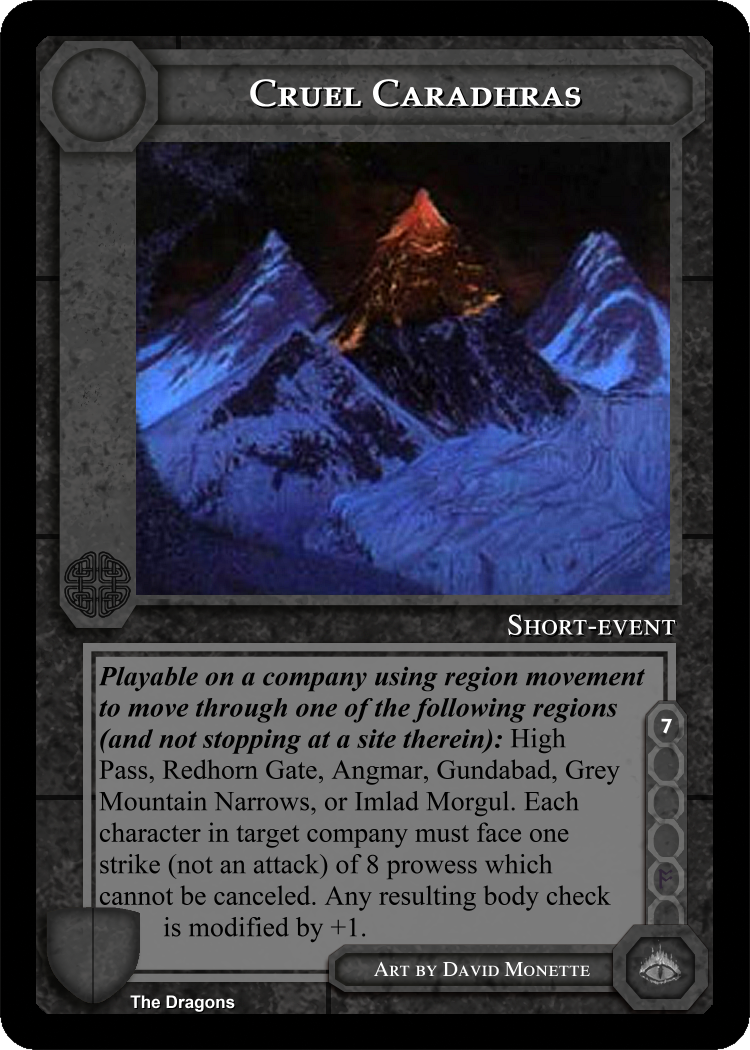 Cruel Caradhras
Short-event
Playable on a company using region movement
to move through one of the following regions
(and not stopping at a site therein): High
Pass, Redhorn Gate, Angmar, Gundabad, Grey
Mountain Narrows, or Imlad Morgul. Each
character in target company must face one
strike (not an attack) of 8 prowess which
cannot be canceled. Any resulting body check
is modified by +1.
7
Art by David Monette
The Dragons